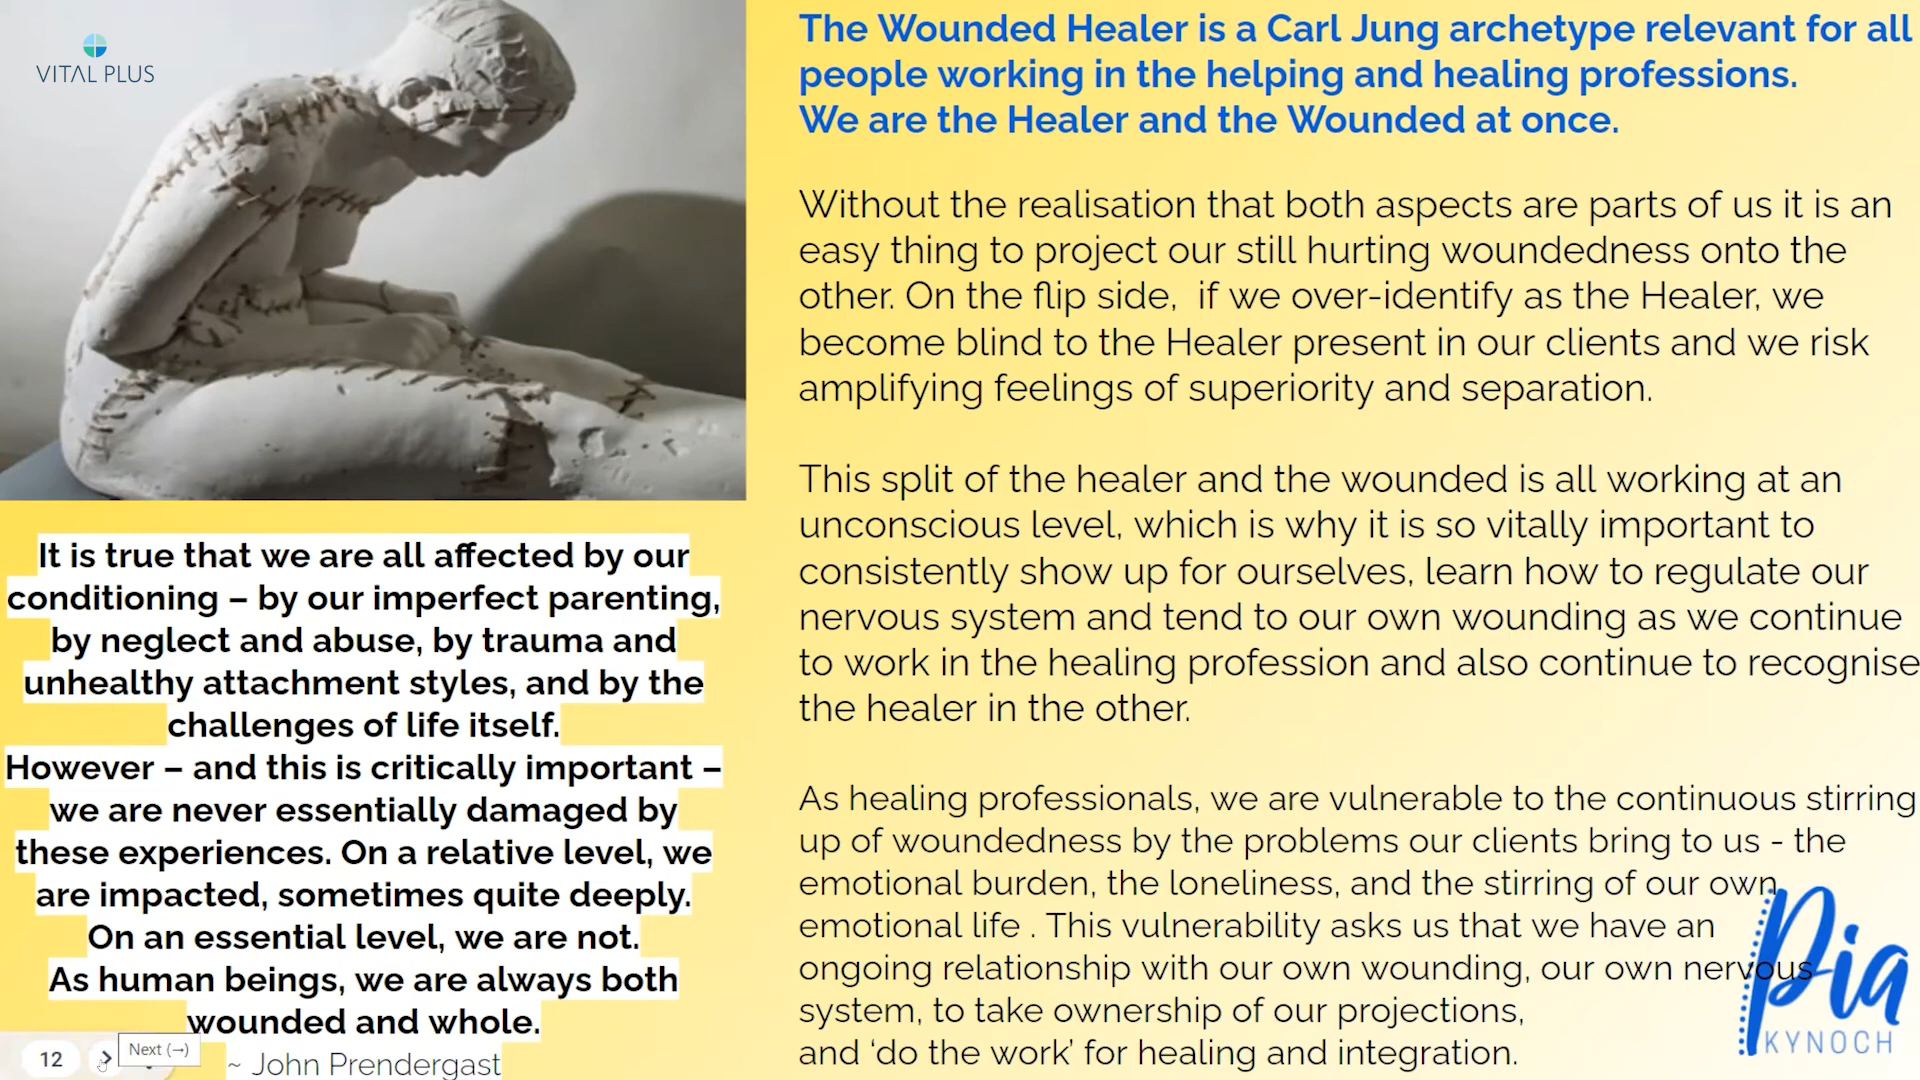 VITAL PLUS
The Wounded Healer is a Carl Jung archetype relevant for all
people working in the helping and healing professions.
We are the Healer and the Wounded at once.
Without the realisation that both aspects are parts of us it is an
easy thing to project our still hurting woundedness onto the
other. On the flip side,  if we over-identify as the Healer, we
become blind to the Healer present in our clients and we risk
amplifying feelings of superiority and separation.
This split of the healer and the wounded is all working at an
unconscious level, which is why it is so vitally important to
consistently show up for ourselves, learn how to regulate our
nervous system and tend to our own wounding as we continue
to work in the healing profession and also continue to recognise
the healer in the other.
As healing professionals, we are vulnerable to the continuous stirring
up of woundedness by the problems our clients bring to us - the
emotional burden, the loneliness, and the stirring of our own
emotional life . This vulnerability asks us that we have an
ongoing relationship with our own wounding, our own nervous
system, to take ownership of our projections,
and ‘do the work’ for healing and integration.
It is true that we are all affected by our
conditioning – by our imperfect parenting,
by neglect and abuse, by trauma and
unhealthy attachment styles, and by the
challenges of life itself.
However – and this is critically important –
we are never essentially damaged by
these experiences. On a relative level, we
are impacted, sometimes quite deeply.
On an essential level, we are not.
As human beings, we are always both
wounded and whole.
~ John Prendergast
12
Next (→)
Pia
KYNOCH